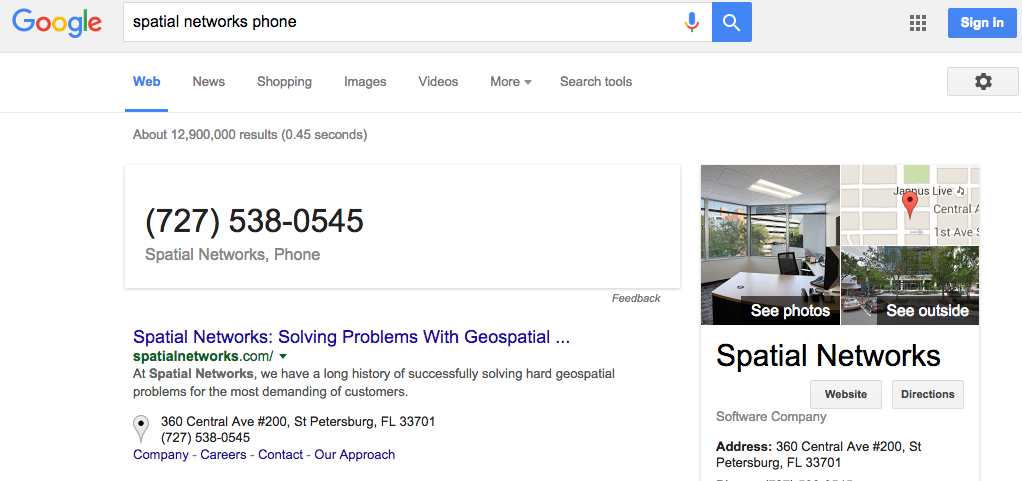 Google
spatial networks phone
Sign in
Web News Shopping Images Videos More Search tools
About 12,900,000 results (0.45 seconds)
(727) 538-0545
Spatial Networks, Phone
Feedback
Spatial Networks: Solving Problems With Geospatial ...
spatialnetworks.com/
At Spatial Networks, we have a long history of successfully solving hard geospatial
problems for the most demanding of customers.
360 Central Ave #200, St Petersburg, FL 33701
(727) 538-0545
Company - Careers - Contact - Our Approach
Jannus Live
Central A
1st Ave S
See photos
See outside
Spatial Networks
Website
Directions
Software Company
Address: 360 Central Ave #200, St
Petersburg, FL 33701